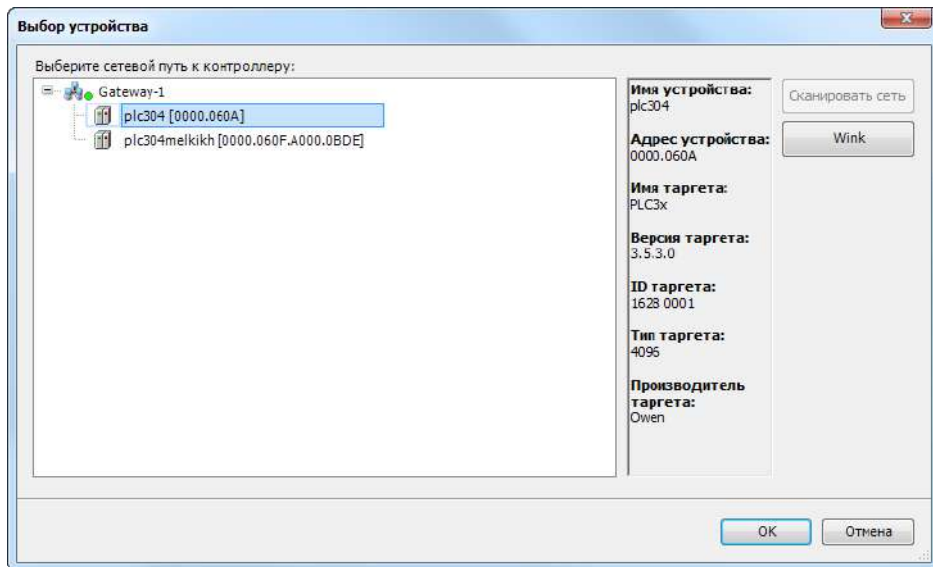 Выбор устройства
Выберите сетевой путь к контроллеру:
Gateway-1
plc304 [0000.060A]
plc304melkikh [0000.060F.A000.0BDE]
Имя устройства:
plc304
Адрес устройства:
0000.060A
Имя таргета:
PLC3x
Версия таргета:
3.5.3.0
ID таргета:
1628 0001
Тип таргета:
4096
Производитель
таргета:
Owen
Сканировать сеть
Wink
OK
Отмена